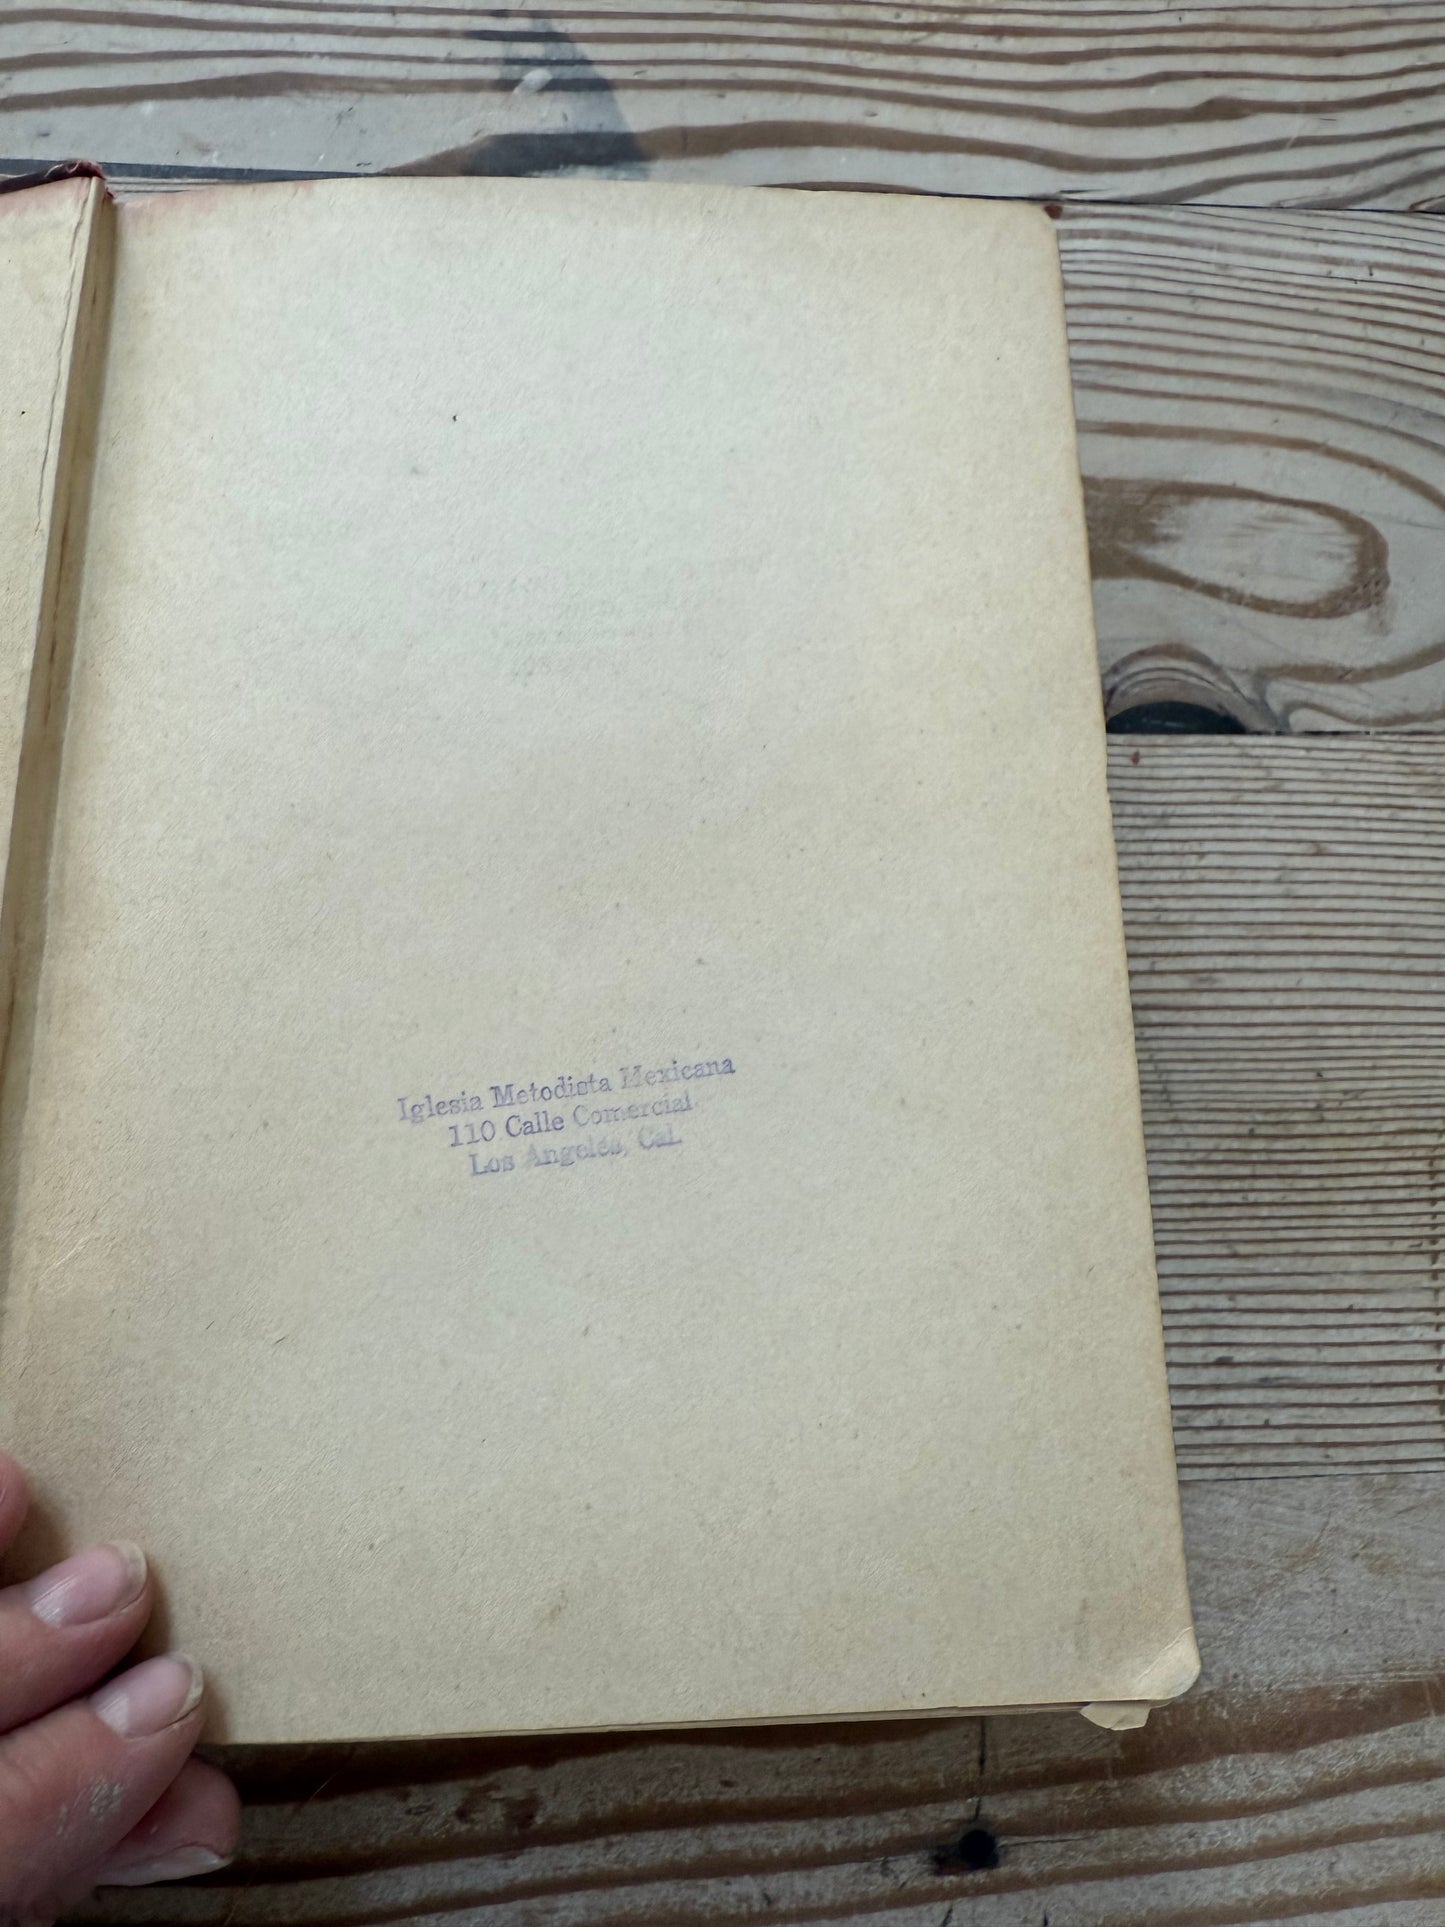 Iglesia Metodista Mexicana
110 Calle Comercial
Los Angeles, Cal.